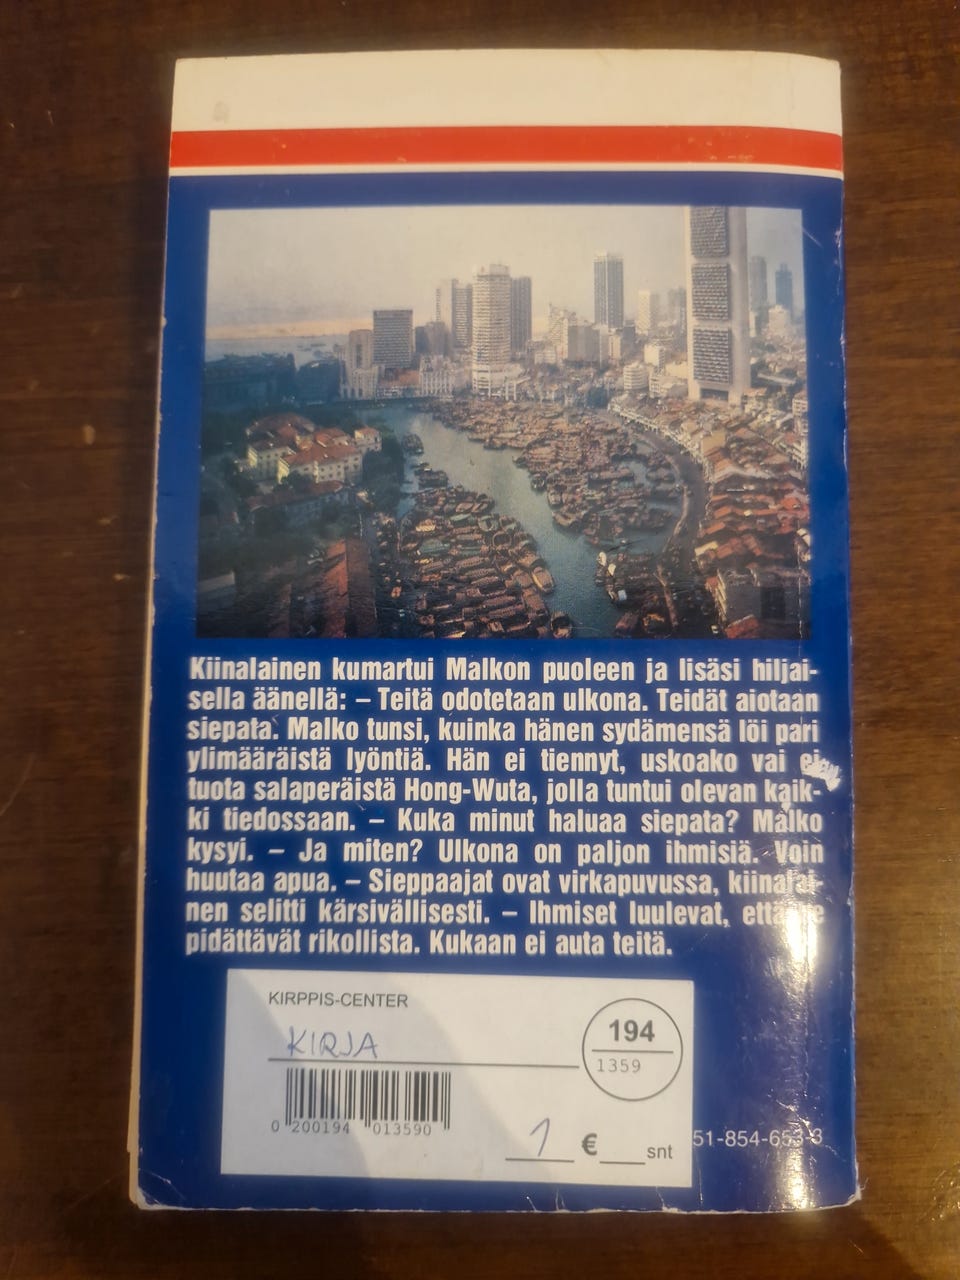 Kiinalainen kumartui Malkon puoleen ja lisäsi hiljai-
sella äänellä: – Teitä odotetaan ulkona. Teidät aiotaan
siepata. Malko tunsi, kuinka hänen sydämensä löi pari
ylimääräistä lyöntiä. Hän ei tiennyt, uskoako vai ei
tuota salaperäistä Hong-Wuta, jolla tuntui olevan kaik-
ki tiedossaan. – Kuka minut haluaa siepata? Malko
kysyi. – Ja miten? Ulkona on paljon ihmisiä. Voin
huutaa apua. – Sieppaajat ovat virkapuvussa, kiinalai-
nen selitti kärsivällisesti. – Ihmiset luulevat, että
pidättävät rikollista. Kukaan ei auta teitä.
KIRPPIS-CENTER
KIRJA
194
1359
0 200194 013590
1 € snt
51-854-653-3